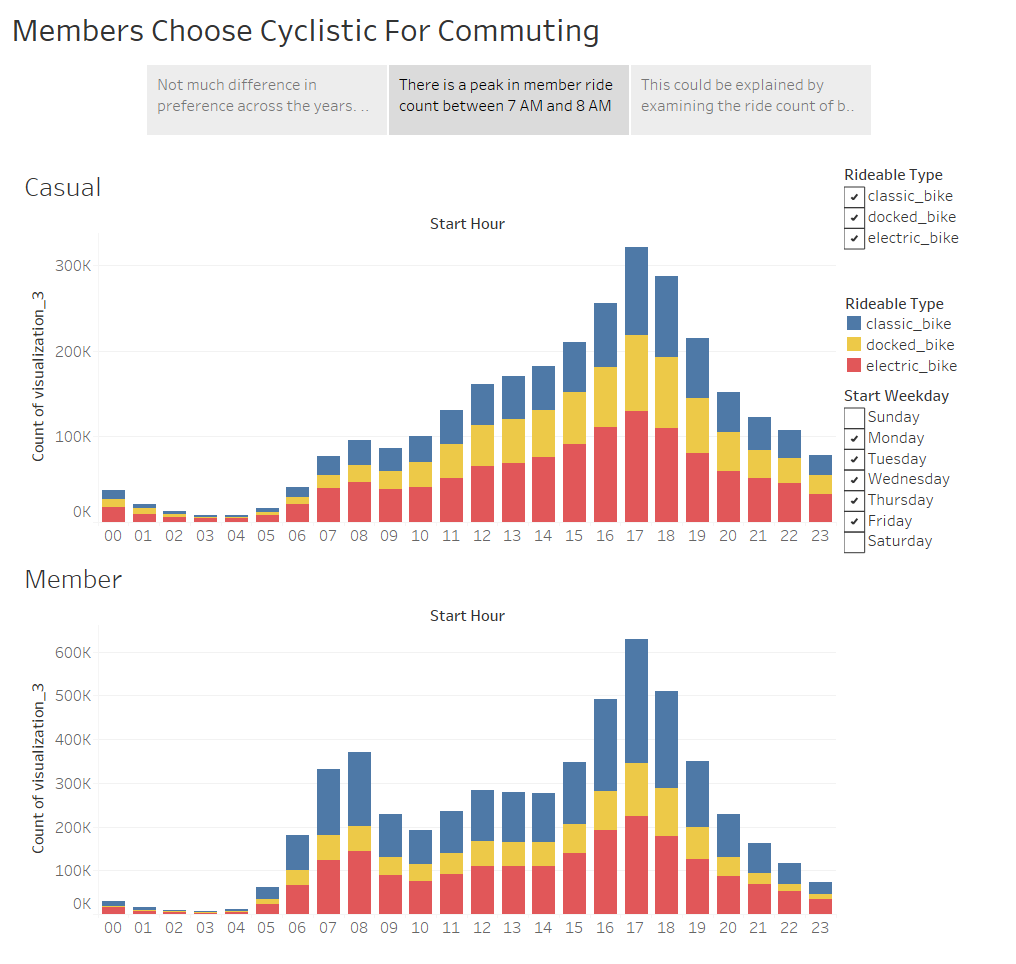 Members Choose Cyclistic For Commuting
Not much difference in
preference across the years. ..
There is a peak in member ride
count between 7 AM and 8 AM
This could be explained by
examining the ride count of b..
Casual
Start Hour
Count of visualization_3
300K
200K
100K
0K
00 01 02 03 04 05 06 07 08 09 10 11 12 13 14 15 16 17 18 19 20 21 22 23
Rideable Type
classic_bike
docked_bike
electric_bike
Rideable Type
classic_bike
docked_bike
electric_bike
Start Weekday
Sunday
Monday
Tuesday
Wednesday
Thursday
Friday
Saturday
Member
Start Hour
Count of visualization_3
600K
500K
400K
300K
200K
100K
0K
00 01 02 03 04 05 06 07 08 09 10 11 12 13 14 15 16 17 18 19 20 21 22 23